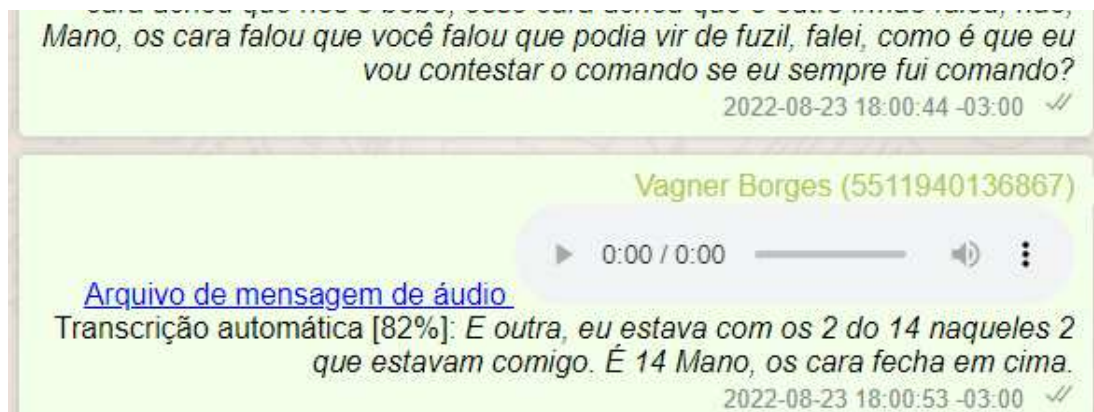 Mano, os cara falou que você falou que podia vir de fuzil, falei, como é que eu
vou contestar o comando se eu sempre fui comando?
2022-08-23 18:00:44 -03:00
Vagner Borges (5511940136867)
0:00 / 0:00
Arquivo de mensagem de áudio
Transcrição automática [82%]: E outra, eu estava com os 2 do 14 naqueles 2
que estavam comigo. É 14 Mano, os cara fecha em cima.
2022-08-23 18:00:53 -03:00